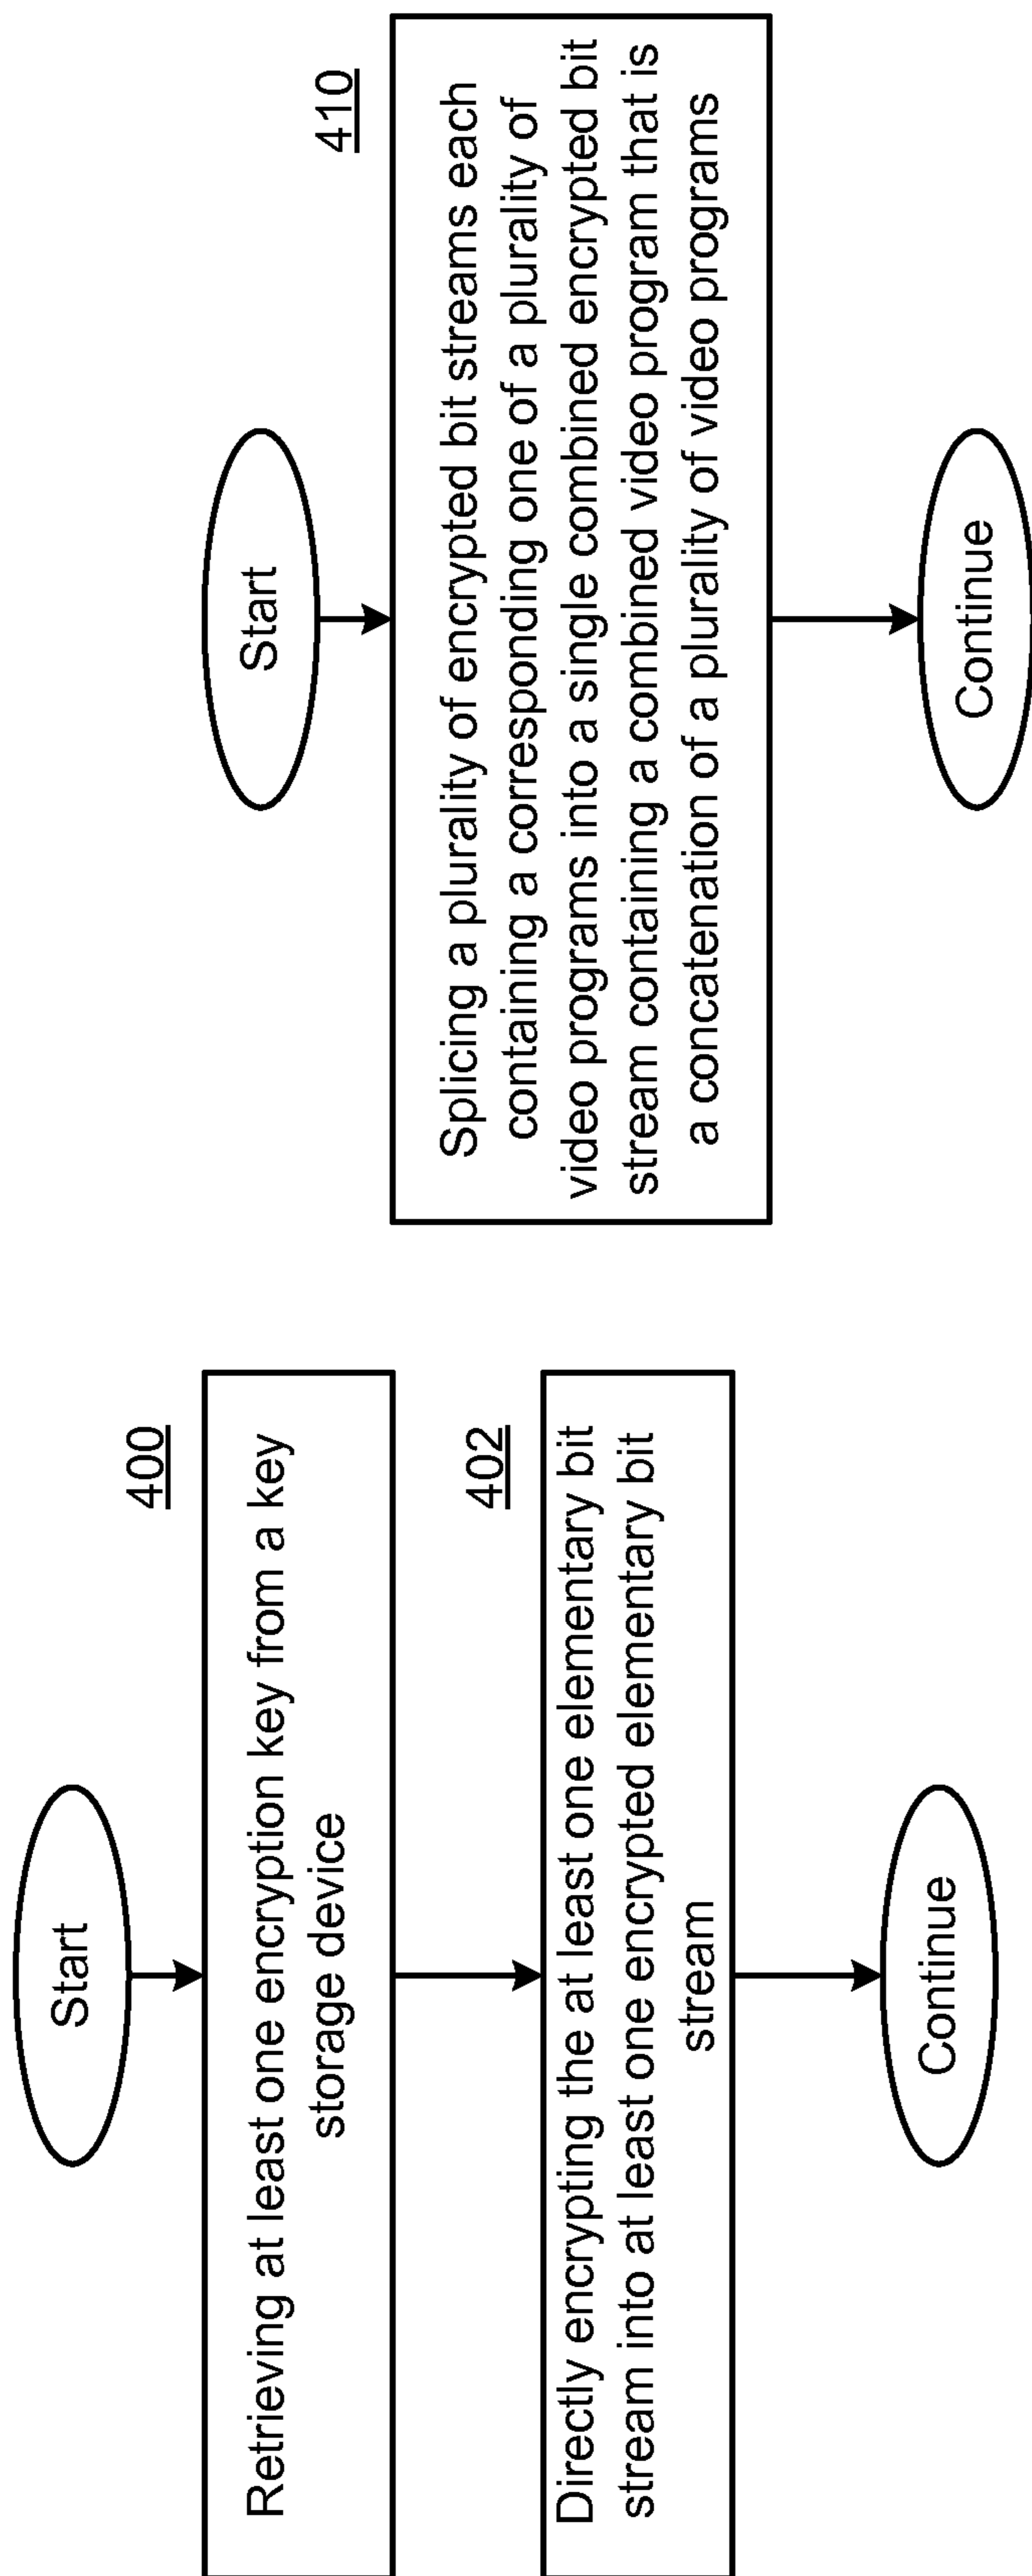 Start
400
Retrieving at least one encryption key from a key
storage device
402
Directly encrypting the at least one elementary bit
stream into at least one encrypted elementary bit
stream
Continue
Start
410
Splicing a plurality of encrypted bit streams each
containing a corresponding one of a plurality of
video programs into a single combined encrypted bit
stream containing a combined video program that is
a concatenation of a plurality of video programs
Continue